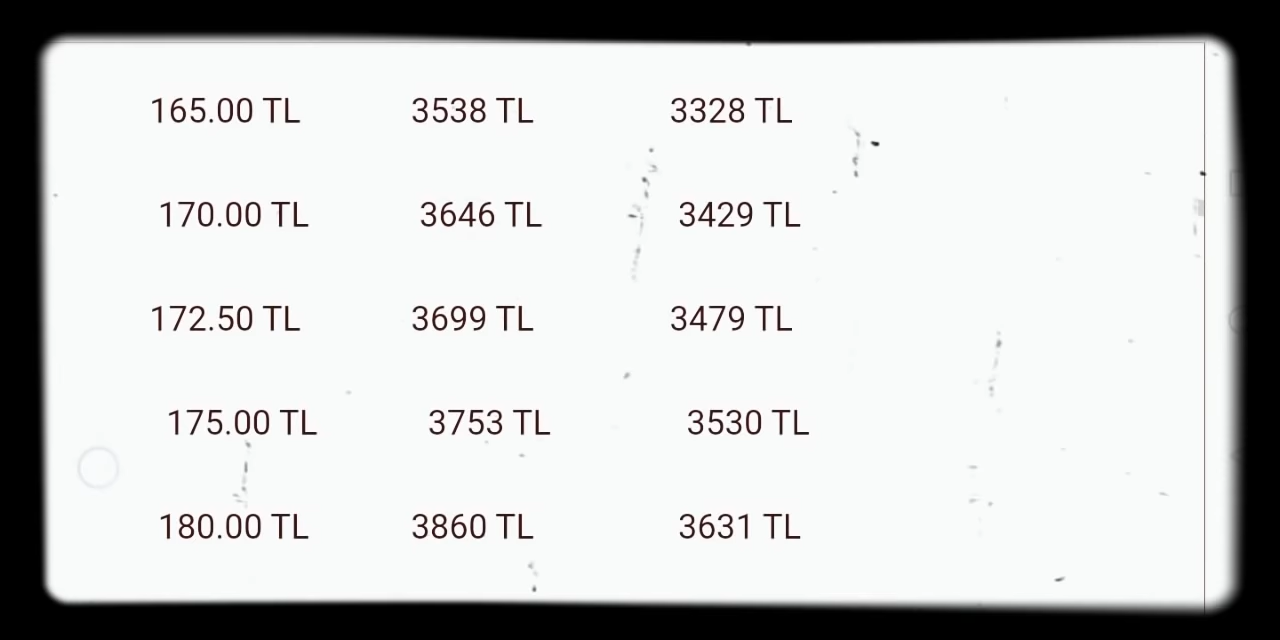 165.00 TL 3538 TL 3328 TL
170.00 TL 3646 TL 3429 TL
172.50 TL 3699 TL 3479 TL
175.00 TL 3753 TL 3530 TL
180.00 TL 3860 TL 3631 TL